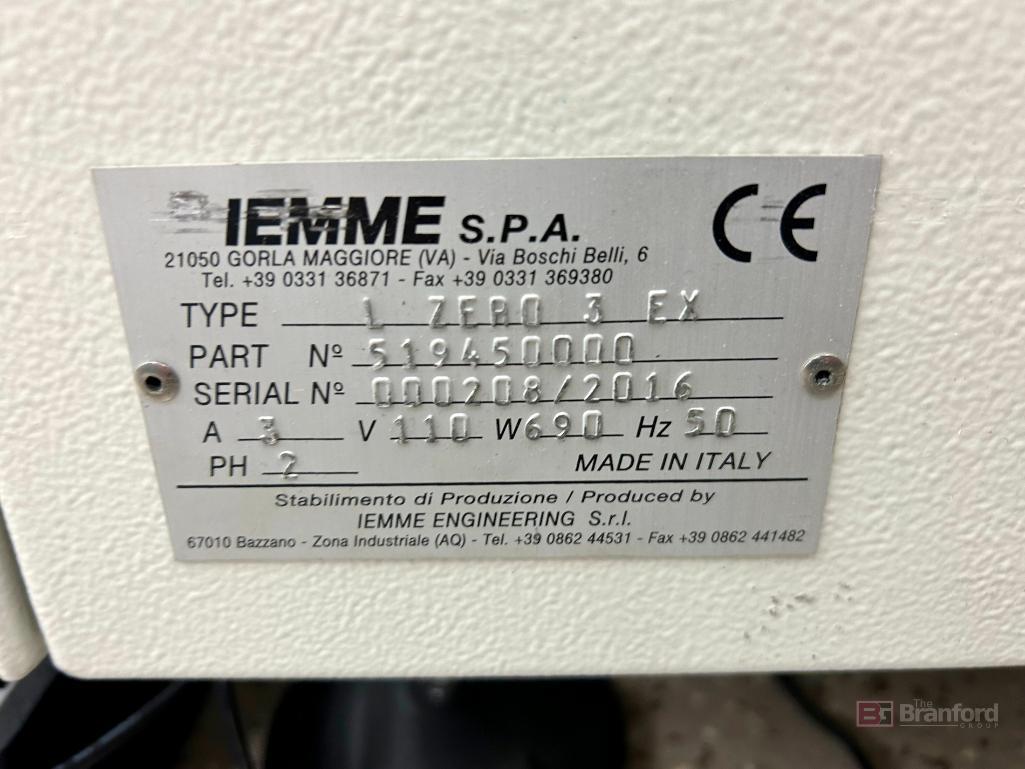 IEMME S.P.A. CE
21050 GORLA MAGGIORE (VA) - Via Boschi Belli, 6
Tel. +39 0331 36871 - Fax +39 0331 369380
TYPE L ZERO 3 EX
PART Nº 519450000
SERIAL Nº 000208/2016
A 3 V 110 W 690 Hz 50
PH 2 MADE IN ITALY
Stabilimento di Produzione / Produced by
IEMME ENGINEERING S.r.l.
67010 Bazzano - Zona Industriale (AQ) - Tel. +39 0862 44531 - Fax +39 0862 441482
BG The
Branford
GROUP